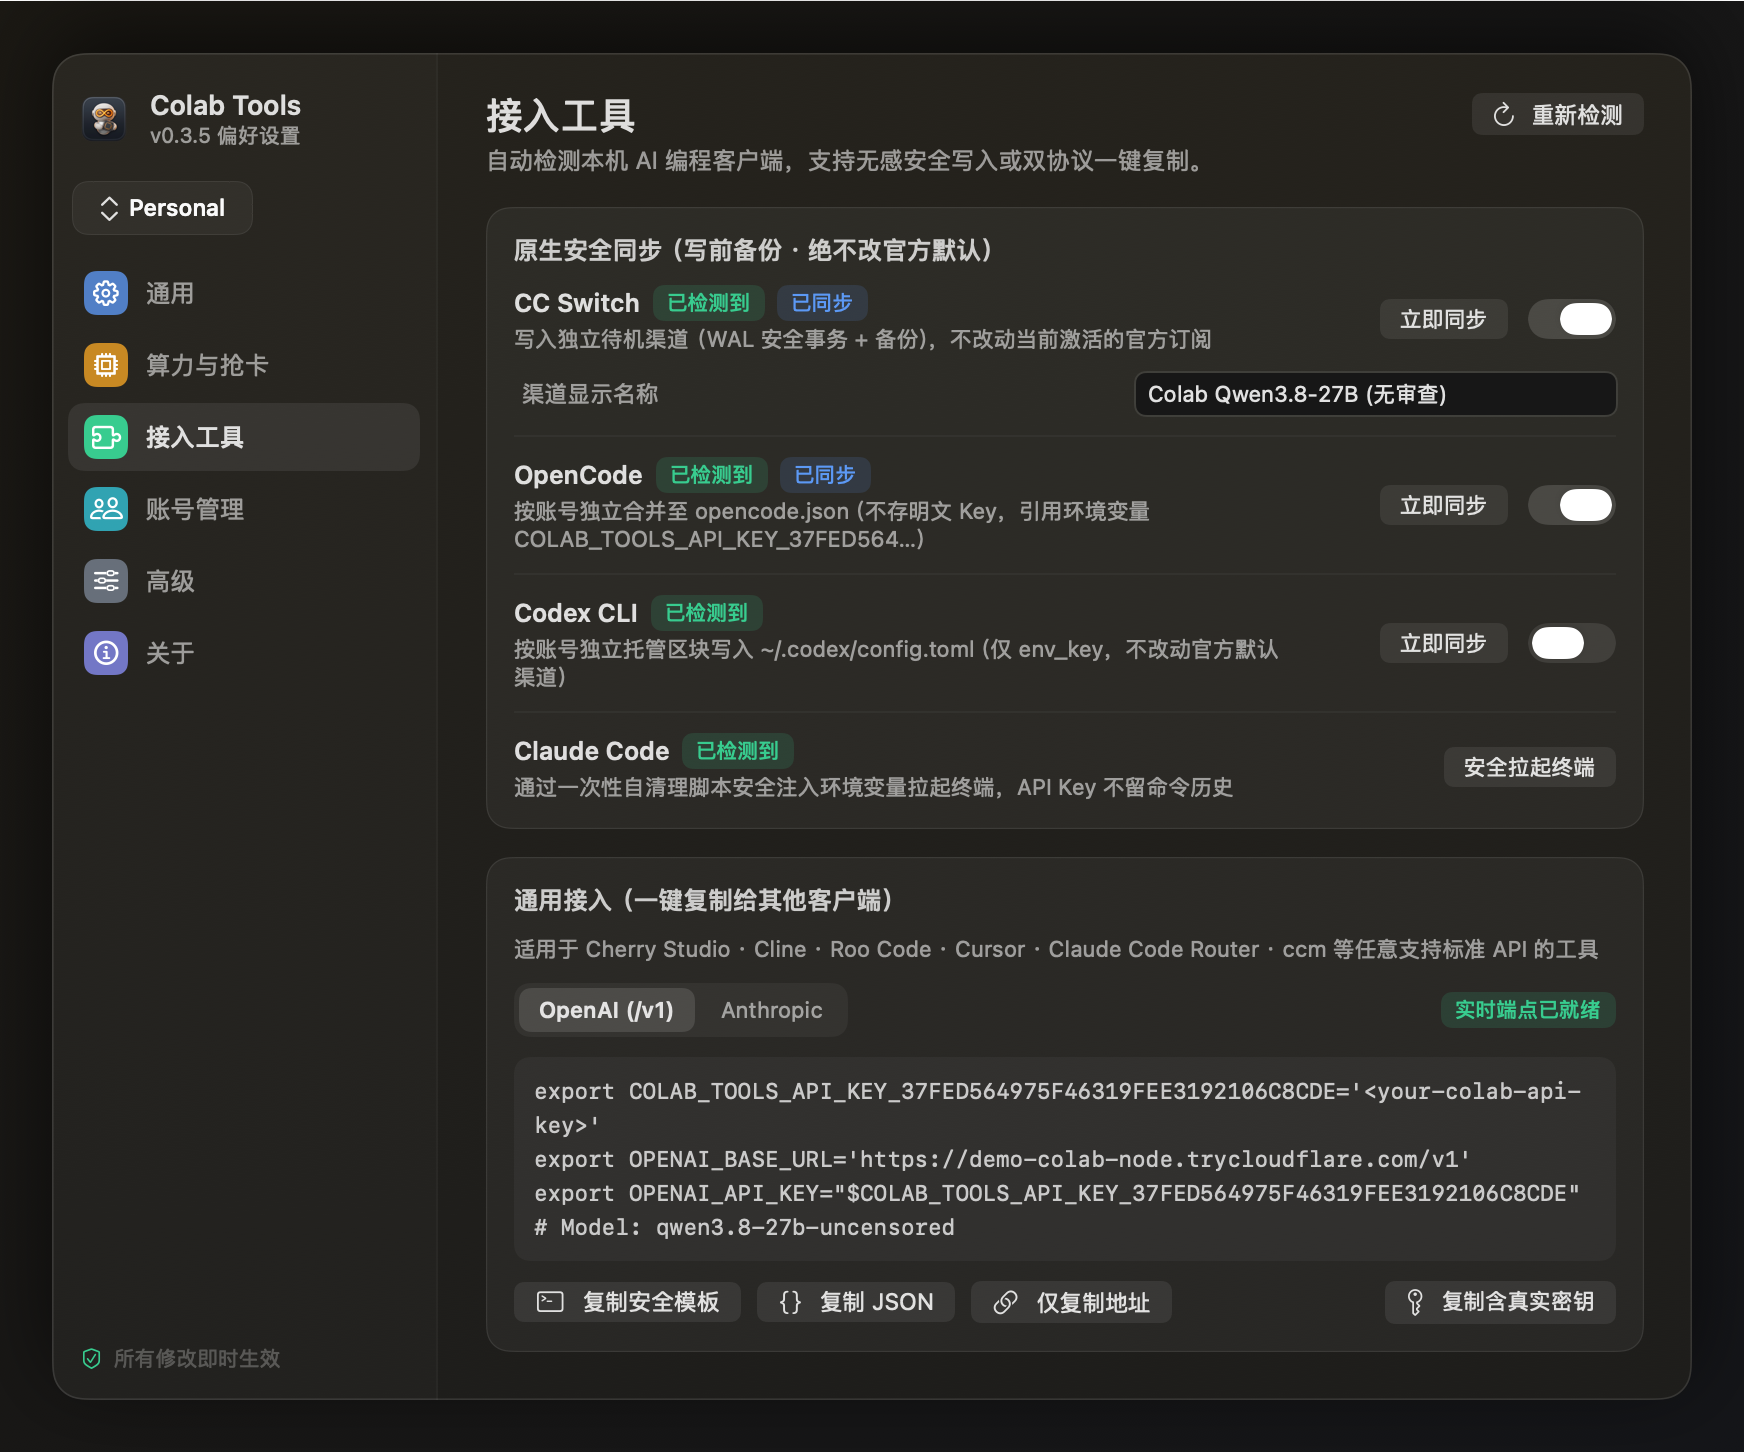 Colab Tools
v0.3.5 偏好设置
Personal
通用
算力与抢卡
接入工具
账号管理
高级
关于
所有修改即时生效
接入工具
重新检测
自动检测本机 AI 编程客户端，支持无感安全写入或双协议一键复制。
原生安全同步（写前备份 · 绝不改官方默认）
CC Switch 已检测到 已同步
写入独立待机渠道（WAL 安全事务 + 备份），不改动当前激活的官方订阅
立即同步
渠道显示名称
Colab Qwen3.8-27B (无审查)
OpenCode 已检测到 已同步
按账号独立合并至 opencode.json (不存明文 Key，引用环境变量
COLAB_TOOLS_API_KEY_37FED564...)
立即同步
Codex CLI 已检测到
按账号独立托管区块写入 ~/.codex/config.toml (仅 env_key，不改动官方默认
渠道)
立即同步
Claude Code 已检测到
通过一次性自清理脚本安全注入环境变量拉起终端，API Key 不留命令历史
安全拉起终端
通用接入（一键复制给其他客户端）
适用于 Cherry Studio · Cline · Roo Code · Cursor · Claude Code Router · ccm 等任意支持标准 API 的工具
OpenAI (/v1) Anthropic
实时端点已就绪
export COLAB_TOOLS_API_KEY_37FED564975F46319FEE3192106C8CDE='<your-colab-api-
key>'
export OPENAI_BASE_URL='https://demo-colab-node.trycloudflare.com/v1'
export OPENAI_API_KEY="$COLAB_TOOLS_API_KEY_37FED564975F46319FEE3192106C8CDE"
# Model: qwen3.8-27b-uncensored
复制安全模板
{} 复制 JSON
仅复制地址
复制含真实密钥